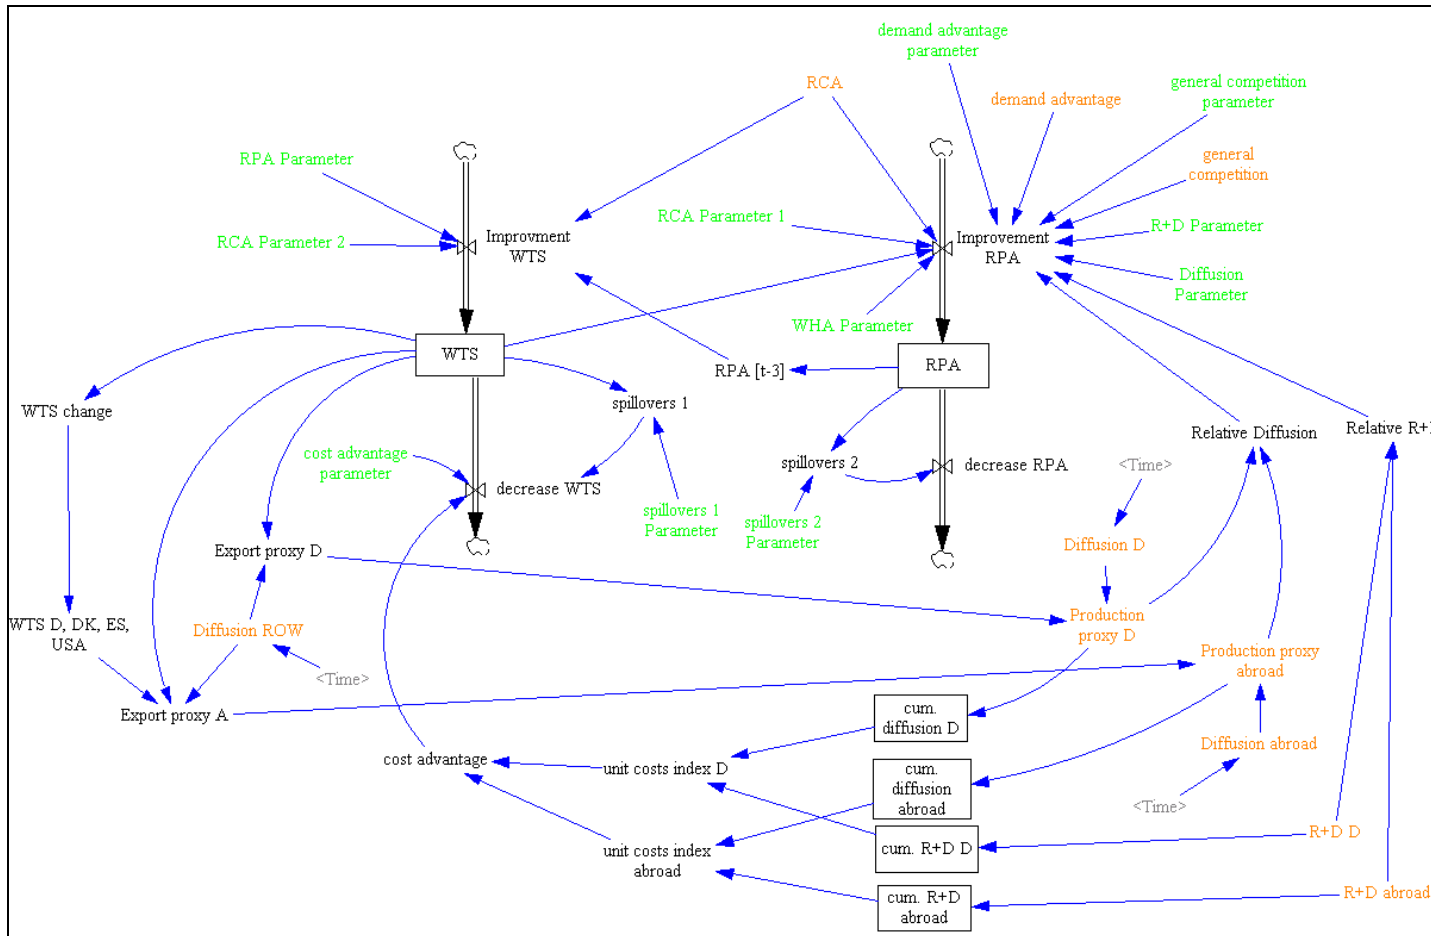 demand advantage
parameter
RCA
demand advantage
general competition
parameter
RPA Parameter
general
competition
RCA Parameter 1
RCA Parameter 2
Improvment
WTS
Improvement
RPA
R+D Parameter
Diffusion
Parameter
WHA Parameter
WTS
RPA [t-3]
RPA
WTS change
spillovers 1
Relative Diffusion
Relative R+D
cost advantage
parameter
spillovers 2
decrease RPA
<Time>
decrease WTS
spillovers 1
Parameter
spillovers 2
Parameter
Export proxy D
Diffusion D
WTS D, DK, ES,
USA
Diffusion ROW
Production
proxy D
<Time>
Production proxy
abroad
Export proxy A
cum.
diffusion D
Diffusion abroad
cost advantage
unit costs index D
cum.
diffusion
abroad
<Time>
R+D D
cum. R+D D
unit costs index
abroad
cum. R+D
abroad
R+D abroad